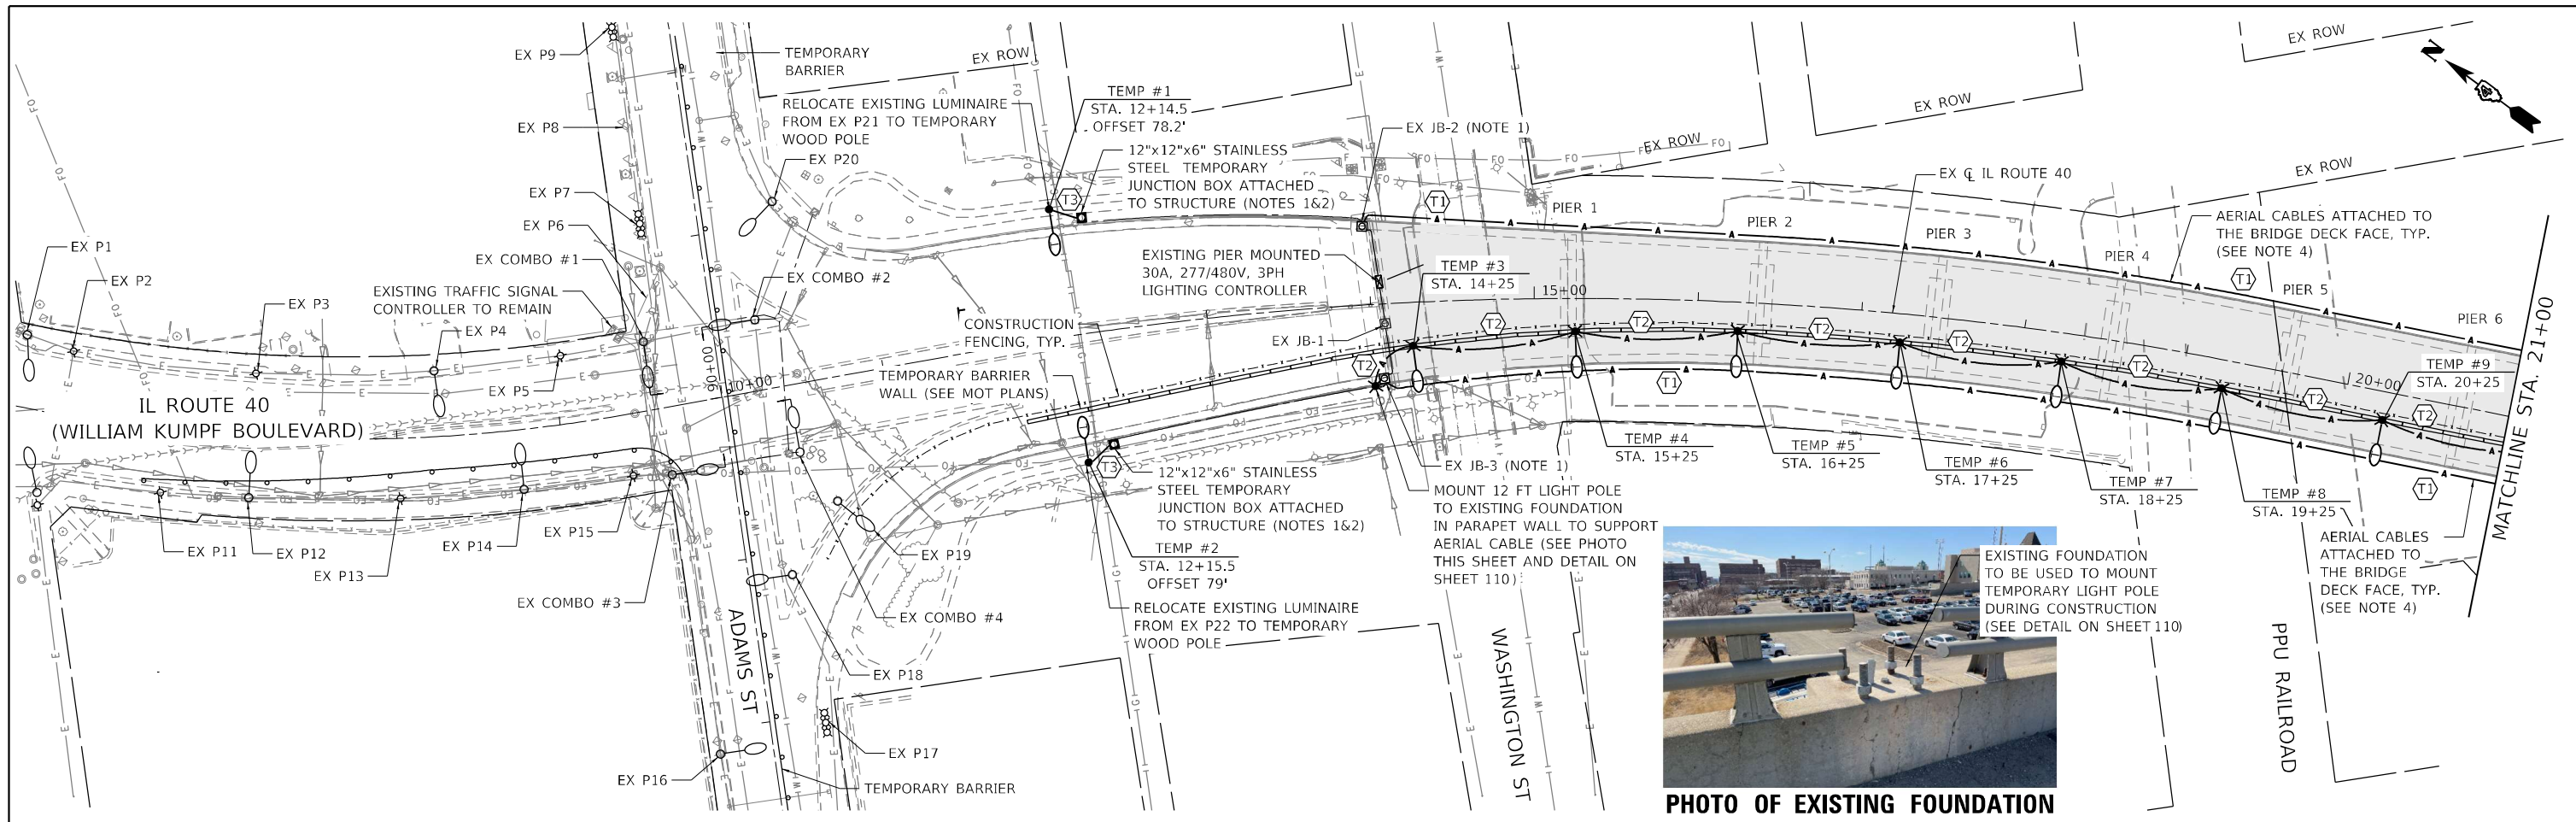 EX P9
TEMPORARY
BARRIER
EX ROW
EX ROW
N
RELOCATE EXISTING LUMINAIRE
FROM EX P21 TO TEMPORARY
WOOD POLE
TEMP #1
STA. 12+14.5
OFFSET 78.2'
EX ROW
EX P8
EX JB-2 (NOTE 1)
EX ROW
EX P20
12"x12"x6" STAINLESS
STEEL TEMPORARY
JUNCTION BOX ATTACHED
TO STRUCTURE (NOTES 1&2)
EX ROW
EX ℄ IL ROUTE 40
EX P7
T3
T1
PIER 1
PIER 2
PIER 3
PIER 4
PIER 5
PIER 6
AERIAL CABLES ATTACHED TO
THE BRIDGE DECK FACE, TYP.
(SEE NOTE 4)
T1
EX P6
EX P1
EX P2
EX COMBO #1
EX COMBO #2
EXISTING PIER MOUNTED
30A, 277/480V, 3PH
LIGHTING CONTROLLER
TEMP #3
STA. 14+25
15+00
EX P3
EXISTING TRAFFIC SIGNAL
CONTROLLER TO REMAIN
EX P4
EX P5
CONSTRUCTION
FENCING, TYP.
EX JB-1
T2
T2
T2
T2
T2
T2
T2
T2
T1
TEMP #9
STA. 20+25
20+00
MATCHLINE STA. 21+00
IL ROUTE 40
(WILLIAM KUMPF BOULEVARD)
90+00
10+00
TEMPORARY BARRIER
WALL (SEE MOT PLANS)
TEMP #4
STA. 15+25
TEMP #5
STA. 16+25
TEMP #6
STA. 17+25
TEMP #7
STA. 18+25
TEMP #8
STA. 19+25
T1
T3
EX JB-3 (NOTE 1)
12"x12"x6" STAINLESS
STEEL TEMPORARY
JUNCTION BOX ATTACHED
TO STRUCTURE (NOTES 1&2)
MOUNT 12 FT LIGHT POLE
TO EXISTING FOUNDATION
IN PARAPET WALL TO SUPPORT
AERIAL CABLE (SEE PHOTO
THIS SHEET AND DETAIL ON
SHEET 110)
AERIAL CABLES
ATTACHED TO
THE BRIDGE
DECK FACE, TYP.
(SEE NOTE 4)
EXISTING FOUNDATION
TO BE USED TO MOUNT
TEMPORARY LIGHT POLE
DURING CONSTRUCTION
(SEE DETAIL ON SHEET 110)
EX P11
EX P12
EX P13
EX P14
EX P15
EX P19
TEMP #2
STA. 12+15.5
OFFSET 79'
EX COMBO #3
EX COMBO #4
RELOCATE EXISTING LUMINAIRE
FROM EX P22 TO TEMPORARY
WOOD POLE
ADAMS ST
WASHINGTON ST
PPU RAILROAD
EX P18
EX P17
EX P16
TEMPORARY BARRIER
PHOTO OF EXISTING FOUNDATION